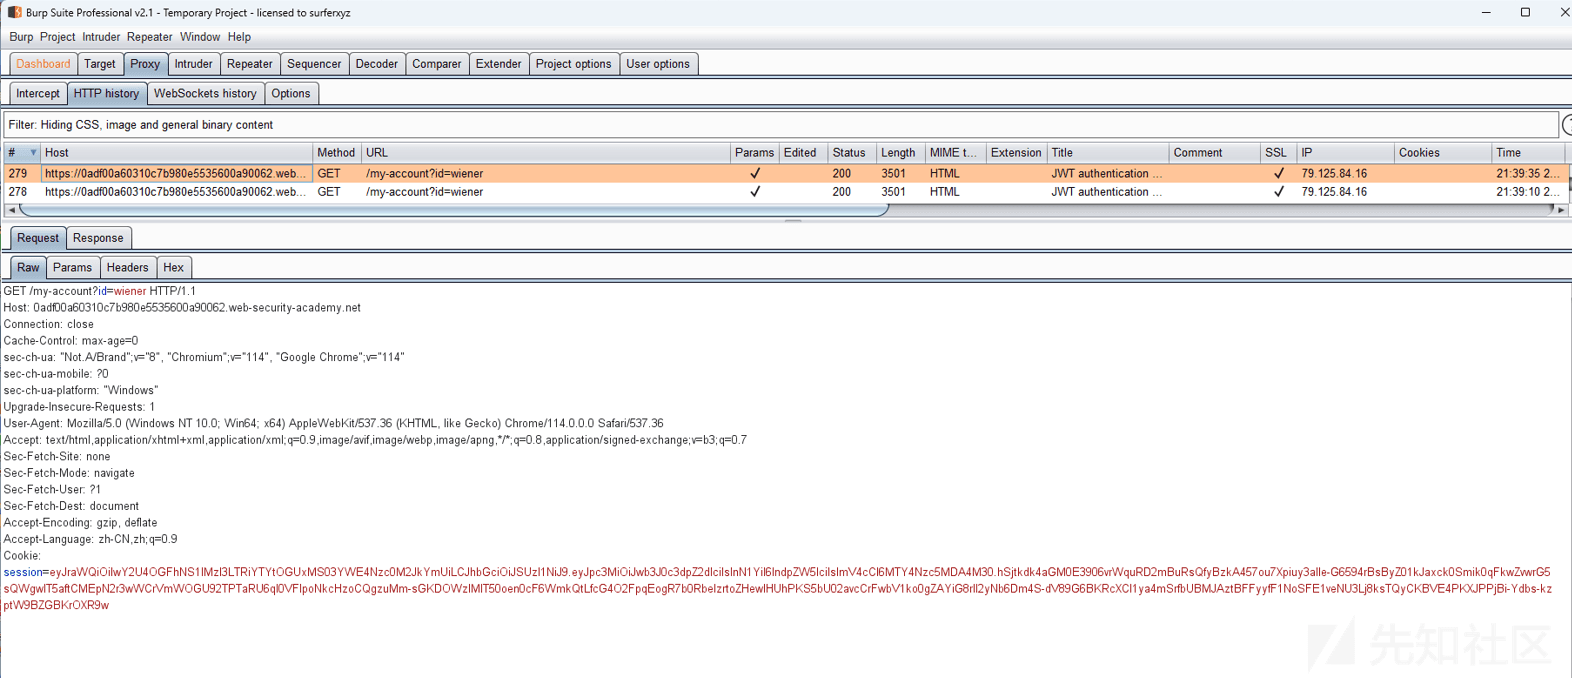 Burp Suite Professional v2.1 - Temporary Project - licensed to surferxyz
Burp Project Intruder Repeater Window Help
Dashboard Target Proxy Intruder Repeater Sequencer Decoder Comparer Extender Project options User options
Intercept HTTP history WebSockets history Options
Filter: Hiding CSS, image and general binary content
# Host Method URL Params Edited Status Length MIME t... Extension Title Comment SSL IP Cookies Time
279 https://0adf00a60310c7b980e5535600a90062.web... GET /my-account?id=wiener ✓ 200 3501 HTML JWT authentication ... ✓ 79.125.84.16 21:39:35 2...
278 https://0adf00a60310c7b980e5535600a90062.web... GET /my-account?id=wiener ✓ 200 3501 HTML JWT authentication ... ✓ 79.125.84.16 21:39:10 2...
Request Response
Raw Params Headers Hex
GET /my-account?id=wiener HTTP/1.1
Host: 0adf00a60310c7b980e5535600a90062.web-security-academy.net
Connection: close
Cache-Control: max-age=0
sec-ch-ua: "Not.A/Brand";v="8", "Chromium";v="114", "Google Chrome";v="114"
sec-ch-ua-mobile: ?0
sec-ch-ua-platform: "Windows"
Upgrade-Insecure-Requests: 1
User-Agent: Mozilla/5.0 (Windows NT 10.0; Win64; x64) AppleWebKit/537.36 (KHTML, like Gecko) Chrome/114.0.0.0 Safari/537.36
Accept: text/html,application/xhtml+xml,application/xml;q=0.9,image/avif,image/webp,image/apng,*/*;q=0.8,application/signed-exchange;v=b3;q=0.7
Sec-Fetch-Site: none
Sec-Fetch-Mode: navigate
Sec-Fetch-User: ?1
Sec-Fetch-Dest: document
Accept-Encoding: gzip, deflate
Accept-Language: zh-CN,zh;q=0.9
Cookie:
session=
ptW9BZGBKrOXR9w
先知社区